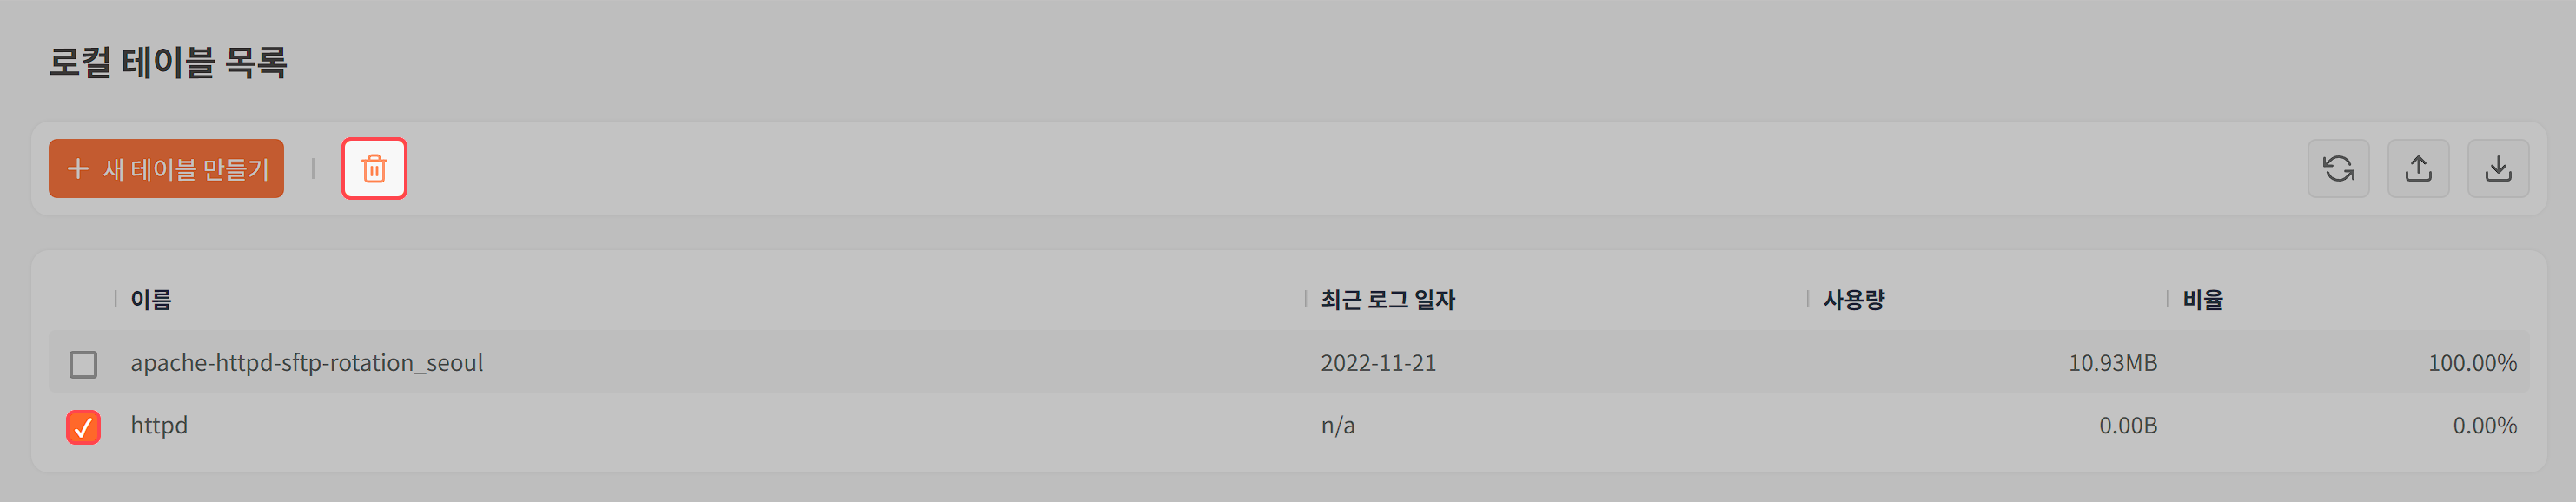 로컬 테이블 목록
새 테이블 만들기
이름 최근 로그 일자 사용량 비율
apache-httpd-sftp-rotation_seoul 2022-11-21 10.93MB 100.00%
httpd n/a 0.00B 0.00%